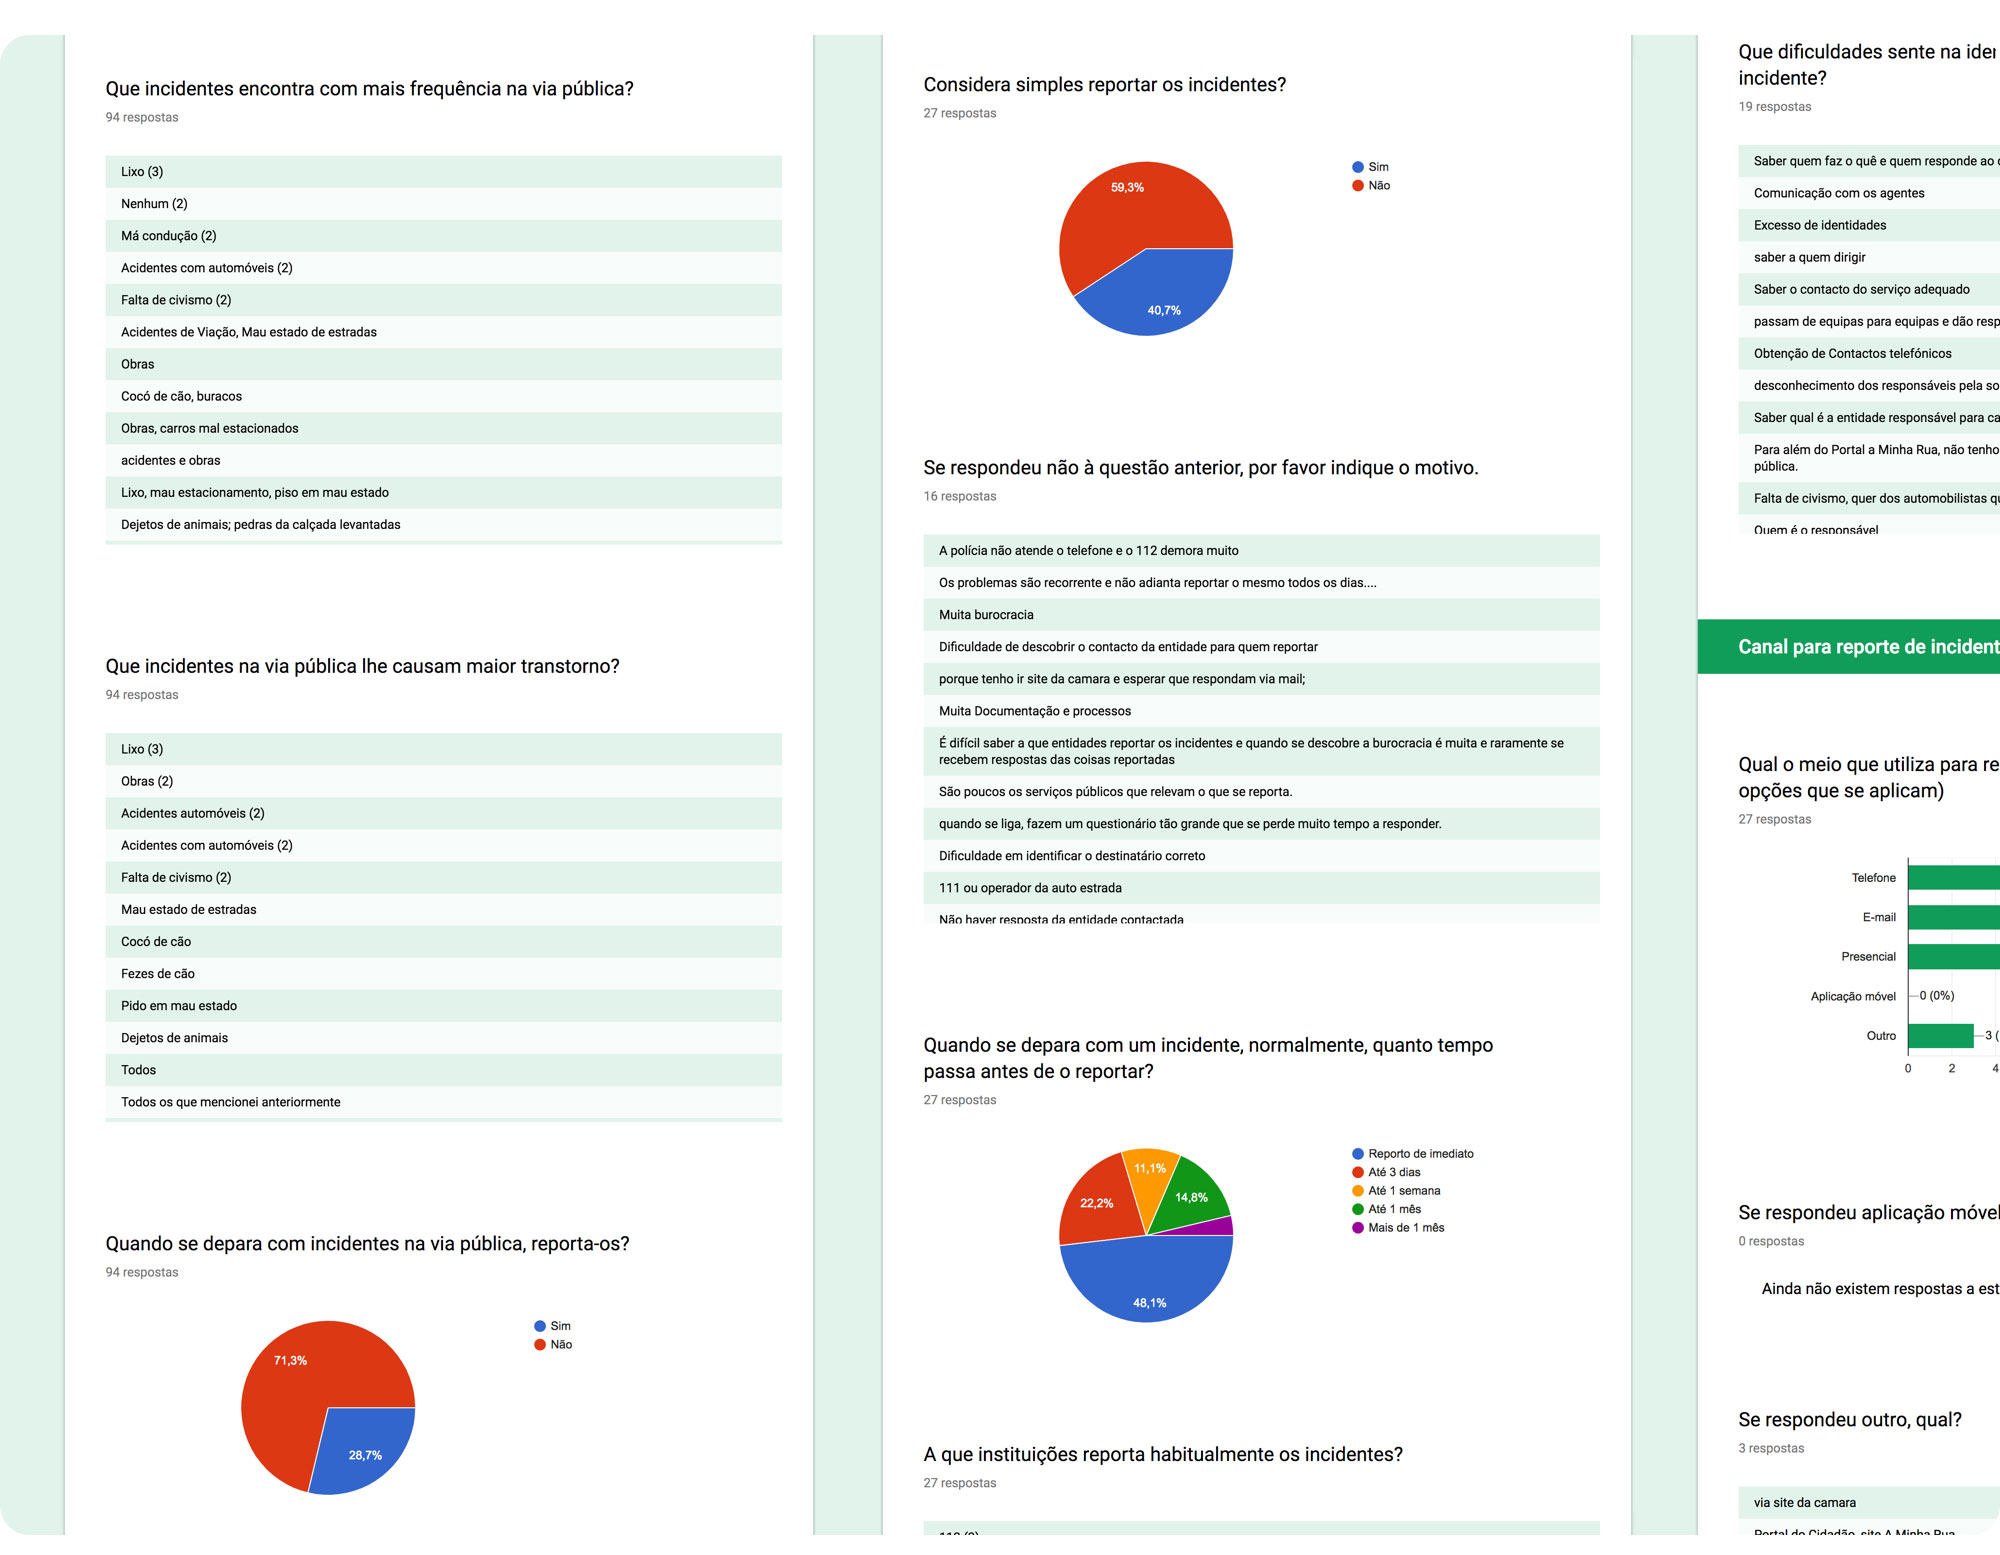 Que incidentes encontra com mais frequência na via pública?
94 respostas
Lixo (3)
Nenhum (2)
Má condução (2)
Acidentes com automóveis (2)
Falta de civismo (2)
Acidentes de Viação, Mau estado de estradas
Obras
Cocó de cão, buracos
Obras, carros mal estacionados
acidentes e obras
Lixo, mau estacionamento, piso em mau estado
Dejetos de animais; pedras da calçada levantadas
Que incidentes na via pública lhe causam maior transtorno?
94 respostas
Lixo (3)
Obras (2)
Acidentes automóveis (2)
Acidentes com automóveis (2)
Falta de civismo (2)
Mau estado de estradas
Cocó de cão
Fezes de cão
Pido em mau estado
Dejetos de animais
Todos
Todos os que mencionei anteriormente
Quando se depara com incidentes na via pública, reporta-os?
94 respostas
Sim
Não
71,3%
28,7%
Considera simples reportar os incidentes?
27 respostas
Sim
Não
59,3%
40,7%
Se respondeu não à questão anterior, por favor indique o motivo.
16 respostas
A polícia não atende o telefone e o 112 demora muito
Os problemas são recorrente e não adianta reportar o mesmo todos os dias....
Muita burocracia
Dificuldade de descobrir o contacto da entidade para quem reportar
porque tenho ir site da camara e esperar que respondam via mail;
Muita Documentação e processos
É difícil saber a que entidades reportar os incidentes e quando se descobre a burocracia é muita e raramente se
recebem respostas das coisas reportadas
São poucos os serviços públicos que relevam o que se reporta.
quando se liga, fazem um questionário tão grande que se perde muito tempo a responder.
Dificuldade em identificar o destinatário correto
111 ou operador da auto estrada
Não haver resposta da entidade contactada
Quando se depara com um incidente, normalmente, quanto tempo
passa antes de o reportar?
27 respostas
Reporto de imediato
Até 3 dias
Até 1 semana
Até 1 mês
Mais de 1 mês
11,1%
14,8%
22,2%
48,1%
A que instituições reporta habitualmente os incidentes?
27 respostas
Que dificuldades sente na
incidente?
19 respostas
Saber quem faz o quê e quem responde ao
Comunicação com os agentes
Excesso de identidades
saber a quem dirigir
Saber o contacto do serviço adequado
passam de equipas para equipas e dão
Obtenção de Contactos telefónicos
desconhecimento dos responsáveis pela
Saber qual é a entidade responsável para
Para além do Portal a Minha Rua, não tenho
pública.
Falta de civismo, quer dos automobilistas
Quem é o responsável
Canal para reporte de
Qual o meio que utiliza para
opções que se aplicam)
27 respostas
Telefone
E-mail
Presencial
Aplicação móvel
0 (0%)
Outro
3 (
0 2 4
Se respondeu aplicação móvel
0 respostas
Ainda não existem respostas a
Se respondeu outro, qual?
3 respostas
via site da camara
Portal do Cidadão, site A Minha Rua